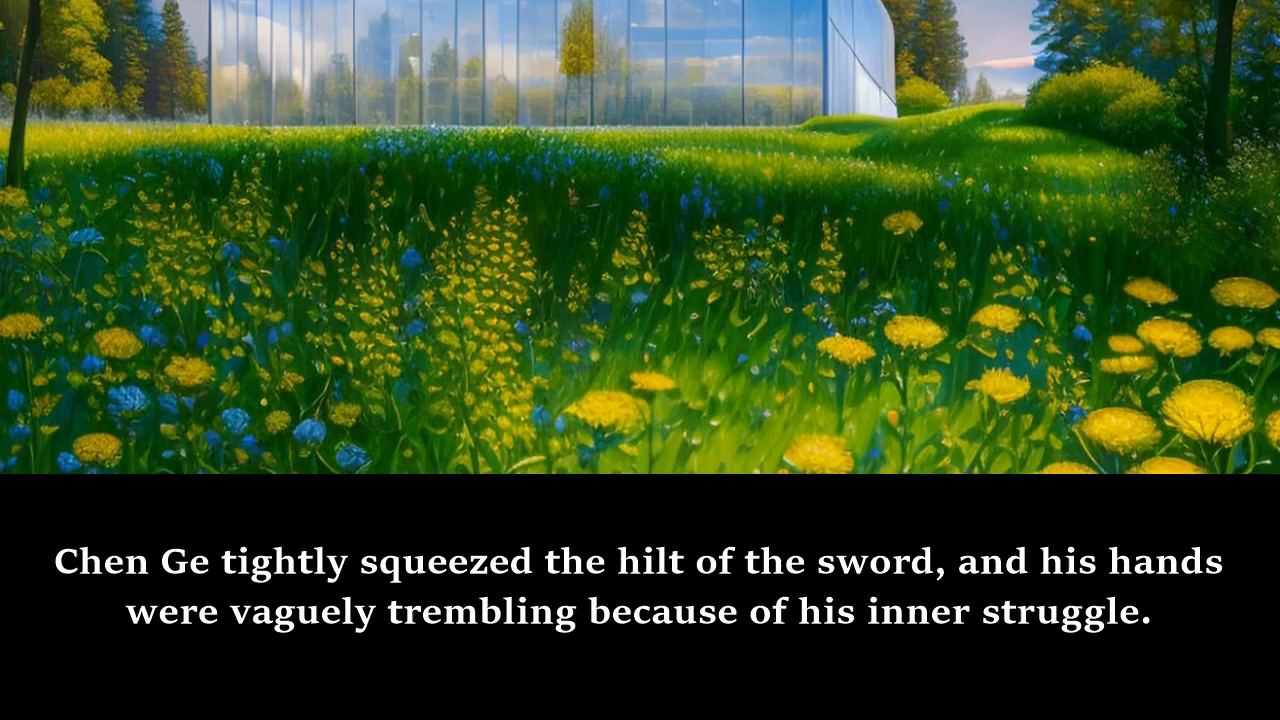 Chen Ge tightly squeezed the hilt of the sword, and his hands
were vaguely trembling because of his inner struggle.